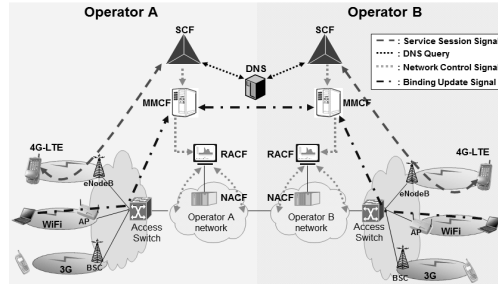 Operator A
Operator B
SCF
SCF
: Service Session Signal
: DNS Query
: Network Control Signal
: Binding Update Signal
DNS
MMCF
MMCF
4G-LTE
4G-LTE
RACF
RACF
eNodeB
eNodeB
NACF
NACF
WiFi
AP
Access
Switch
Operator A
network
Operator B
network
Access
Switch
AP
WiFi
3G
BSC
BSC
3G